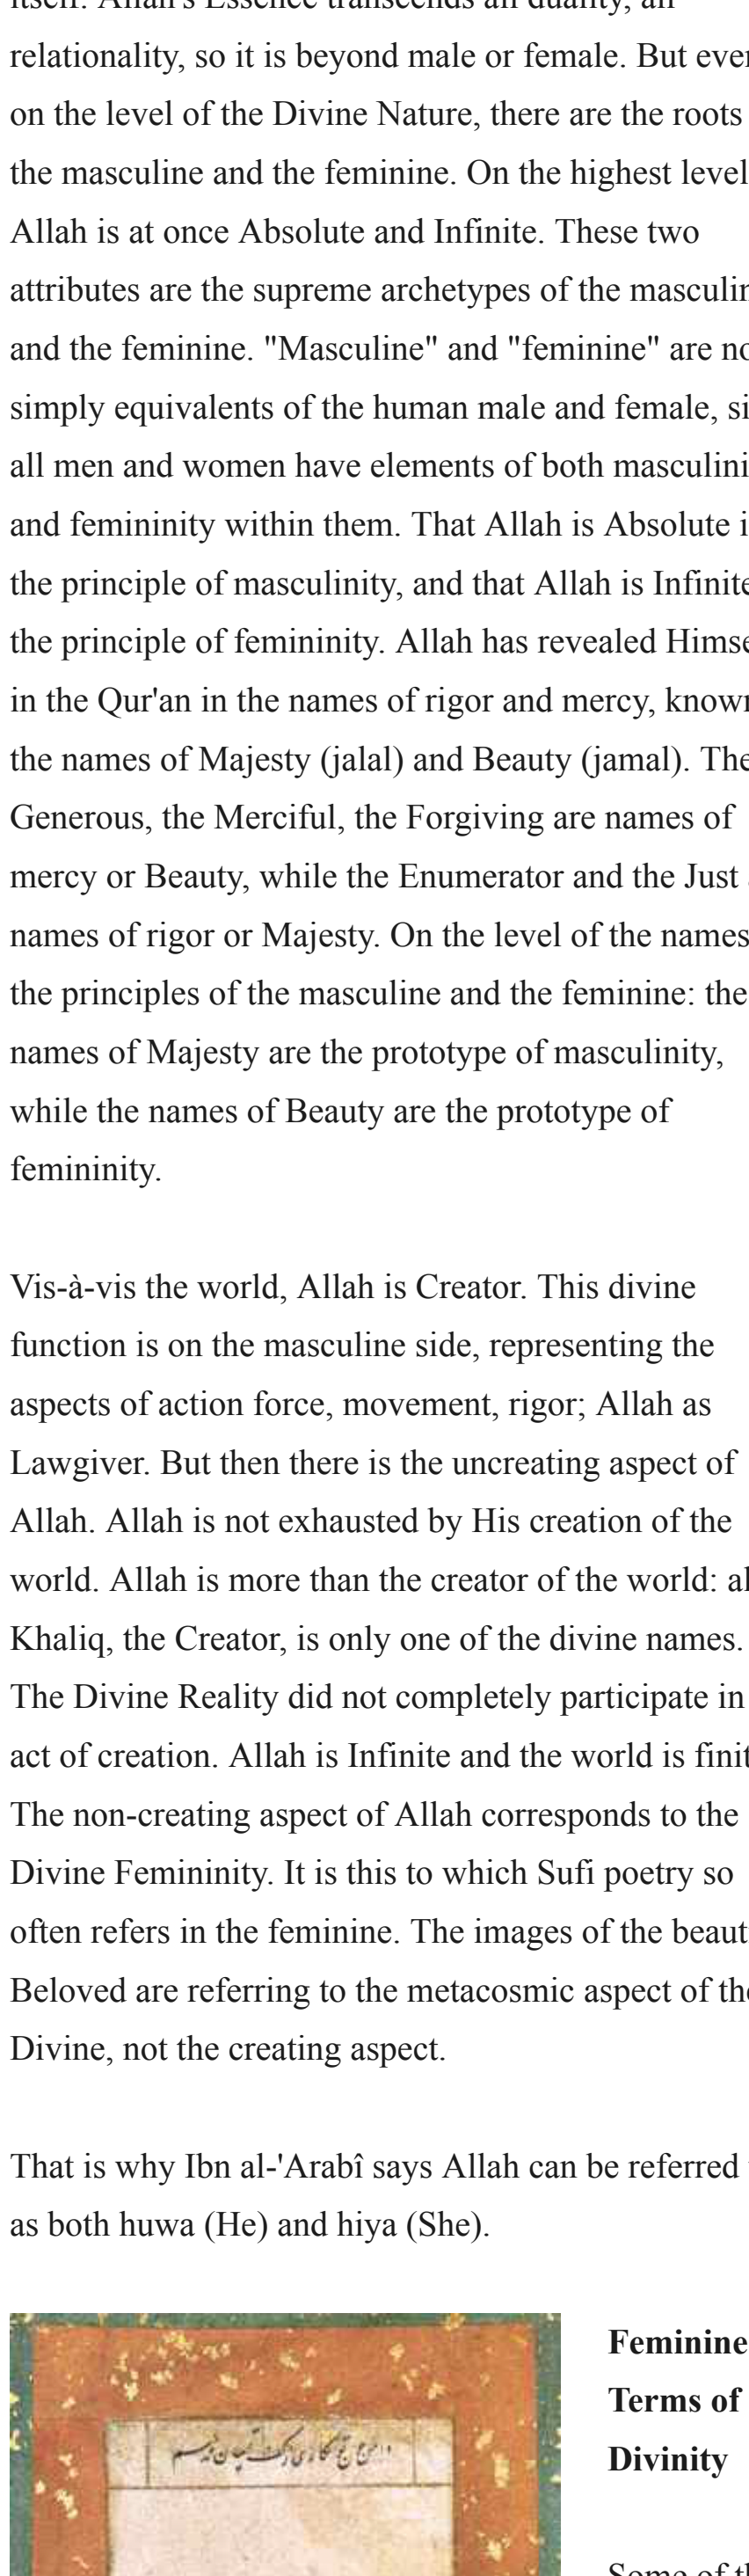 itself. Allah's Essence transcends all duality, all
relationality, so it is beyond male or female. But ever
on the level of the Divine Nature, there are the roots
the masculine and the feminine. On the highest level
Allah is at once Absolute and Infinite. These two
attributes are the supreme archetypes of the masculin
and the feminine. "Masculine" and "feminine" are no
simply equivalents of the human male and female, si
all men and women have elements of both masculini
and femininity within them. That Allah is Absolute i
the principle of masculinity, and that Allah is Infinite
the principle of femininity. Allah has revealed Himse
in the Qur'an in the names of rigor and mercy, known
the names of Majesty (jalal) and Beauty (jamal). The
Generous, the Merciful, the Forgiving are names of
mercy or Beauty, while the Enumerator and the Just
names of rigor or Majesty. On the level of the names
the principles of the masculine and the feminine: the
names of Majesty are the prototype of masculinity,
while the names of Beauty are the prototype of
femininity.
Vis-à-vis the world, Allah is Creator. This divine
function is on the masculine side, representing the
aspects of action force, movement, rigor; Allah as
Lawgiver. But then there is the uncreating aspect of
Allah. Allah is not exhausted by His creation of the
world. Allah is more than the creator of the world: al
Khaliq, the Creator, is only one of the divine names.
The Divine Reality did not completely participate in
act of creation. Allah is Infinite and the world is finit
The non-creating aspect of Allah corresponds to the
Divine Femininity. It is this to which Sufi poetry so
often refers in the feminine. The images of the beaut
Beloved are referring to the metacosmic aspect of the
Divine, not the creating aspect.
That is why Ibn al-'Arabî says Allah can be referred
as both huwa (He) and hiya (She).
Feminine
Terms of
Divinity
Some of th